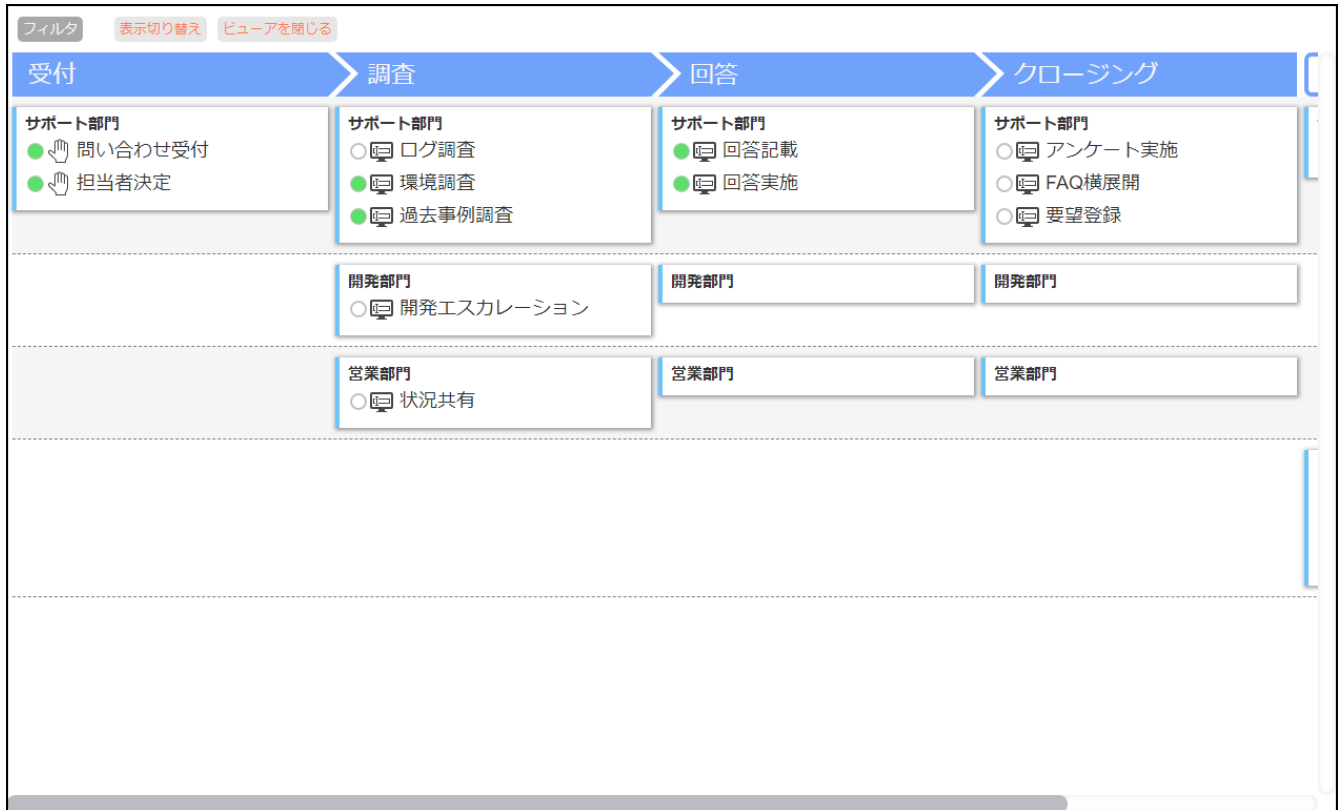 フィルタ 表示切り替え ビューアを閉じる
受付 調査 回答 クロージング
サポート部門
問い合わせ受付
担当者決定
サポート部門
ログ調査
環境調査
過去事例調査
サポート部門
回答記載
回答実施
サポート部門
アンケート実施
FAQ横展開
要望登録
開発部門
開発エスカレーション
開発部門
開発部門
営業部門
状況共有
営業部門
営業部門